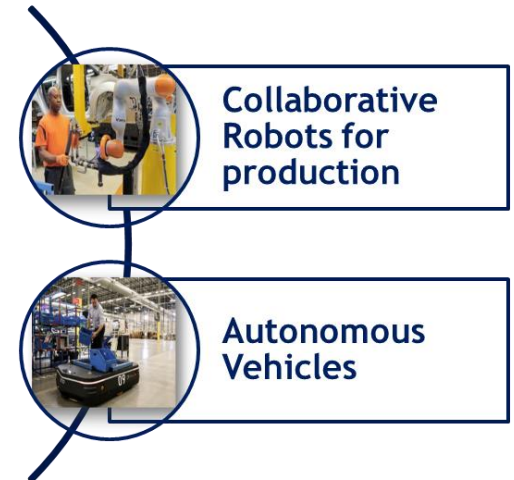 Collaborative
Robots for
production
Autonomous
Vehicles